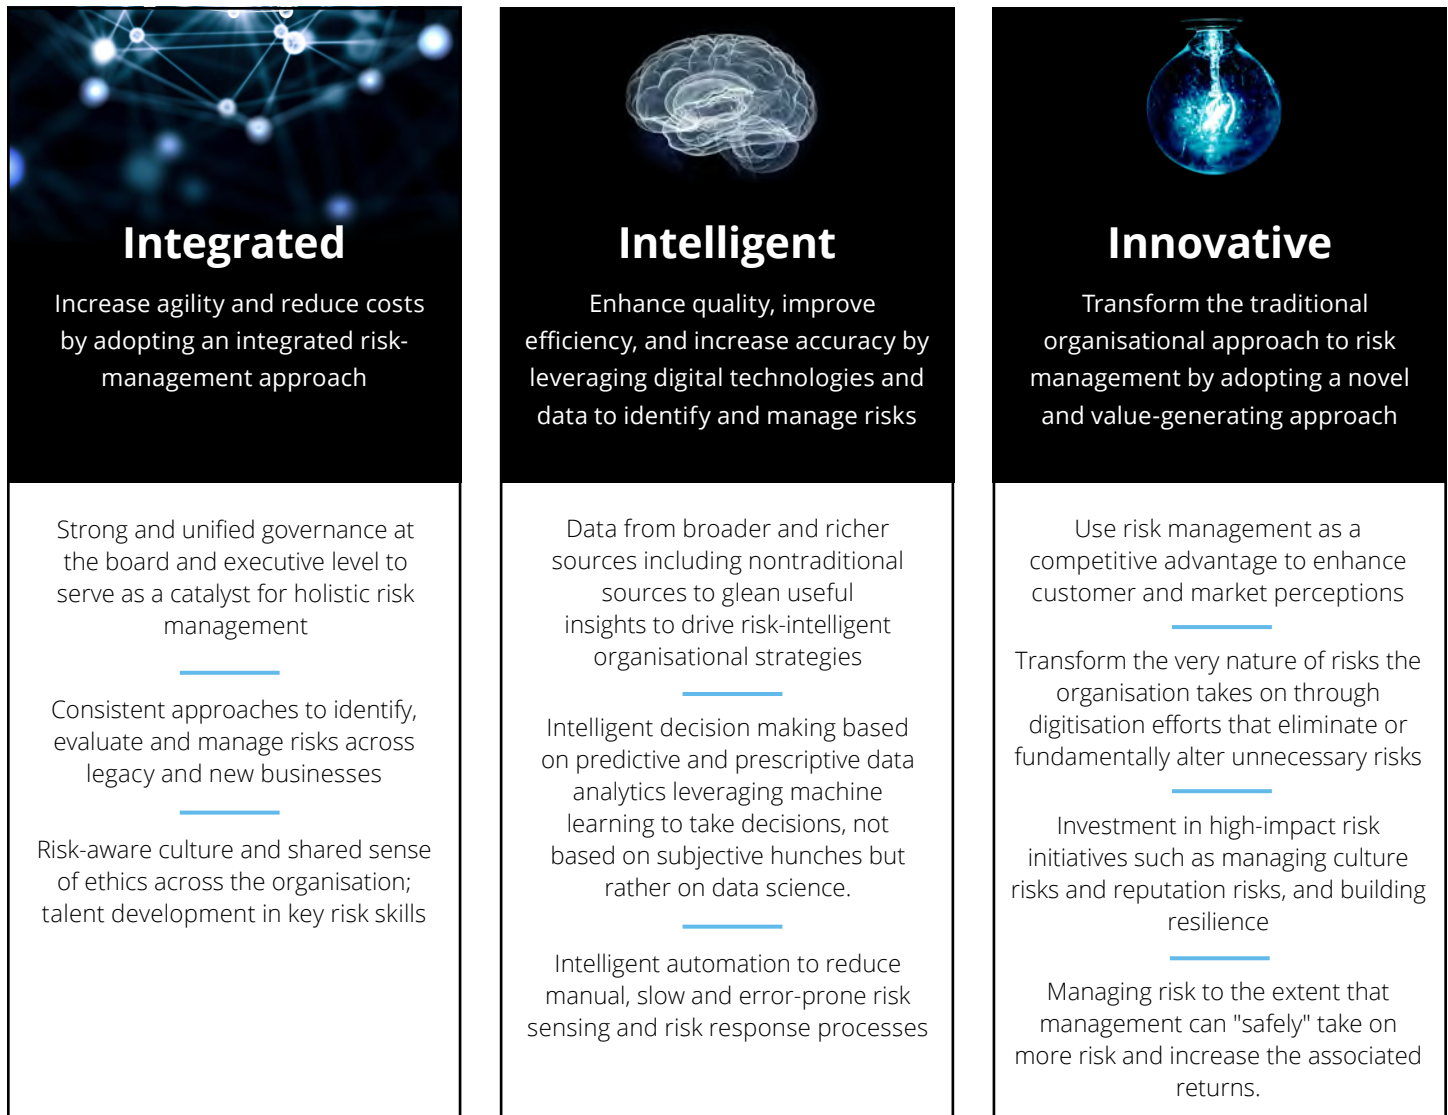 Integrated
Increase agility and reduce costs
by adopting an integrated risk-
management approach
Strong and unified governance at
the board and executive level to
serve as a catalyst for holistic risk
management
Consistent approaches to identify,
evaluate and manage risks across
legacy and new businesses
Risk-aware culture and shared sense
of ethics across the organisation;
talent development in key risk skills
Intelligent
Enhance quality, improve
efficiency, and increase accuracy by
leveraging digital technologies and
data to identify and manage risks
Data from broader and richer
sources including nontraditional
sources to glean useful
insights to drive risk-intelligent
organisational strategies
Intelligent decision making based
on predictive and prescriptive data
analytics leveraging machine
learning to take decisions, not
based on subjective hunches but
rather on data science.
Intelligent automation to reduce
manual, slow and error-prone risk
sensing and risk response processes
Innovative
Transform the traditional
organisational approach to risk
management by adopting a novel
and value-generating approach
Use risk management as a
competitive advantage to enhance
customer and market perceptions
Transform the very nature of risks the
organisation takes on through
digitisation efforts that eliminate or
fundamentally alter unnecessary risks
Investment in high-impact risk
initiatives such as managing culture
risks and reputation risks, and building
resilience
Managing risk to the extent that
management can "safely" take on
more risk and increase the associated
returns.